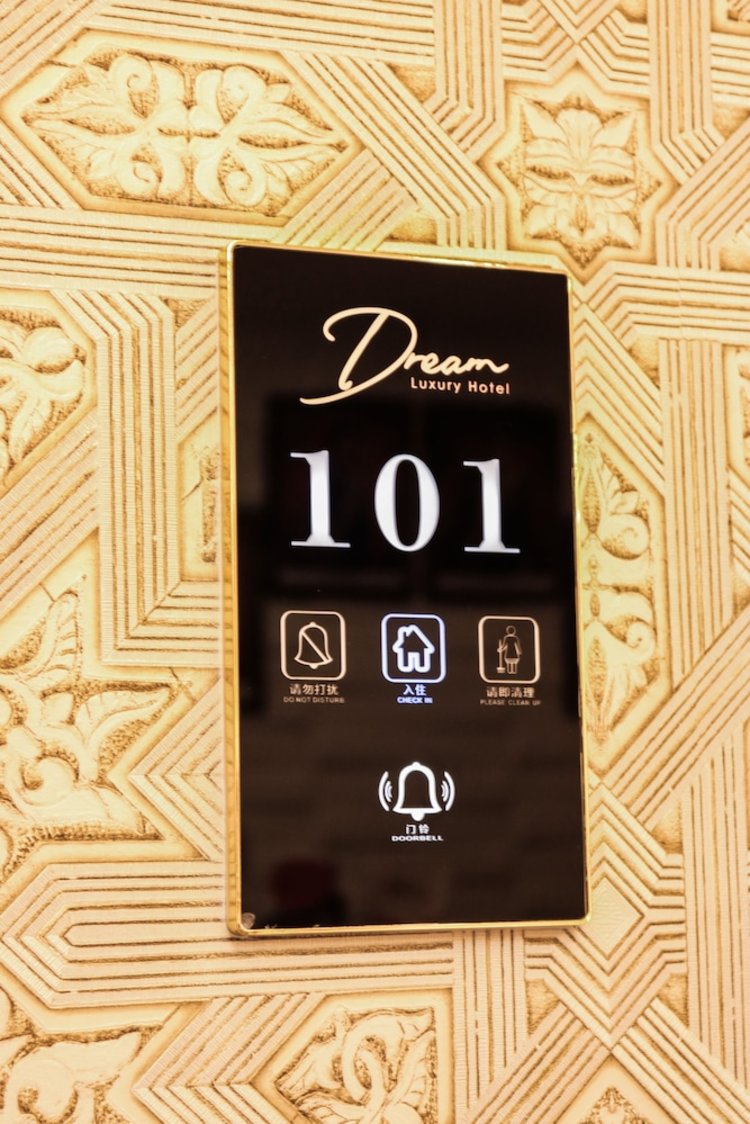 Dream
Luxury Hotel
101
请勿打扰 入住 请即清理
DO NOT DISTURB CHECK IN PLEASE CLEAN UP
门铃
DOORBELL